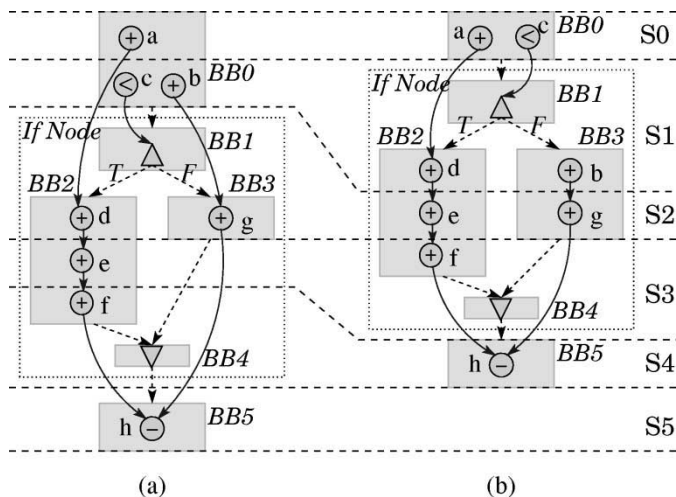 + a
BB0
< c + b
If Node
BB1
T F
BB2 BB3
+ d
+ g
+ e
+ f
BB4
BB5
h −
(a)
a + < c BB0
If Node
BB1
T F
BB2 BB3
+ d + b
+ e + g
+ f
BB4
BB5
h −
(b)
S0
S1
S2
S3
S4
S5